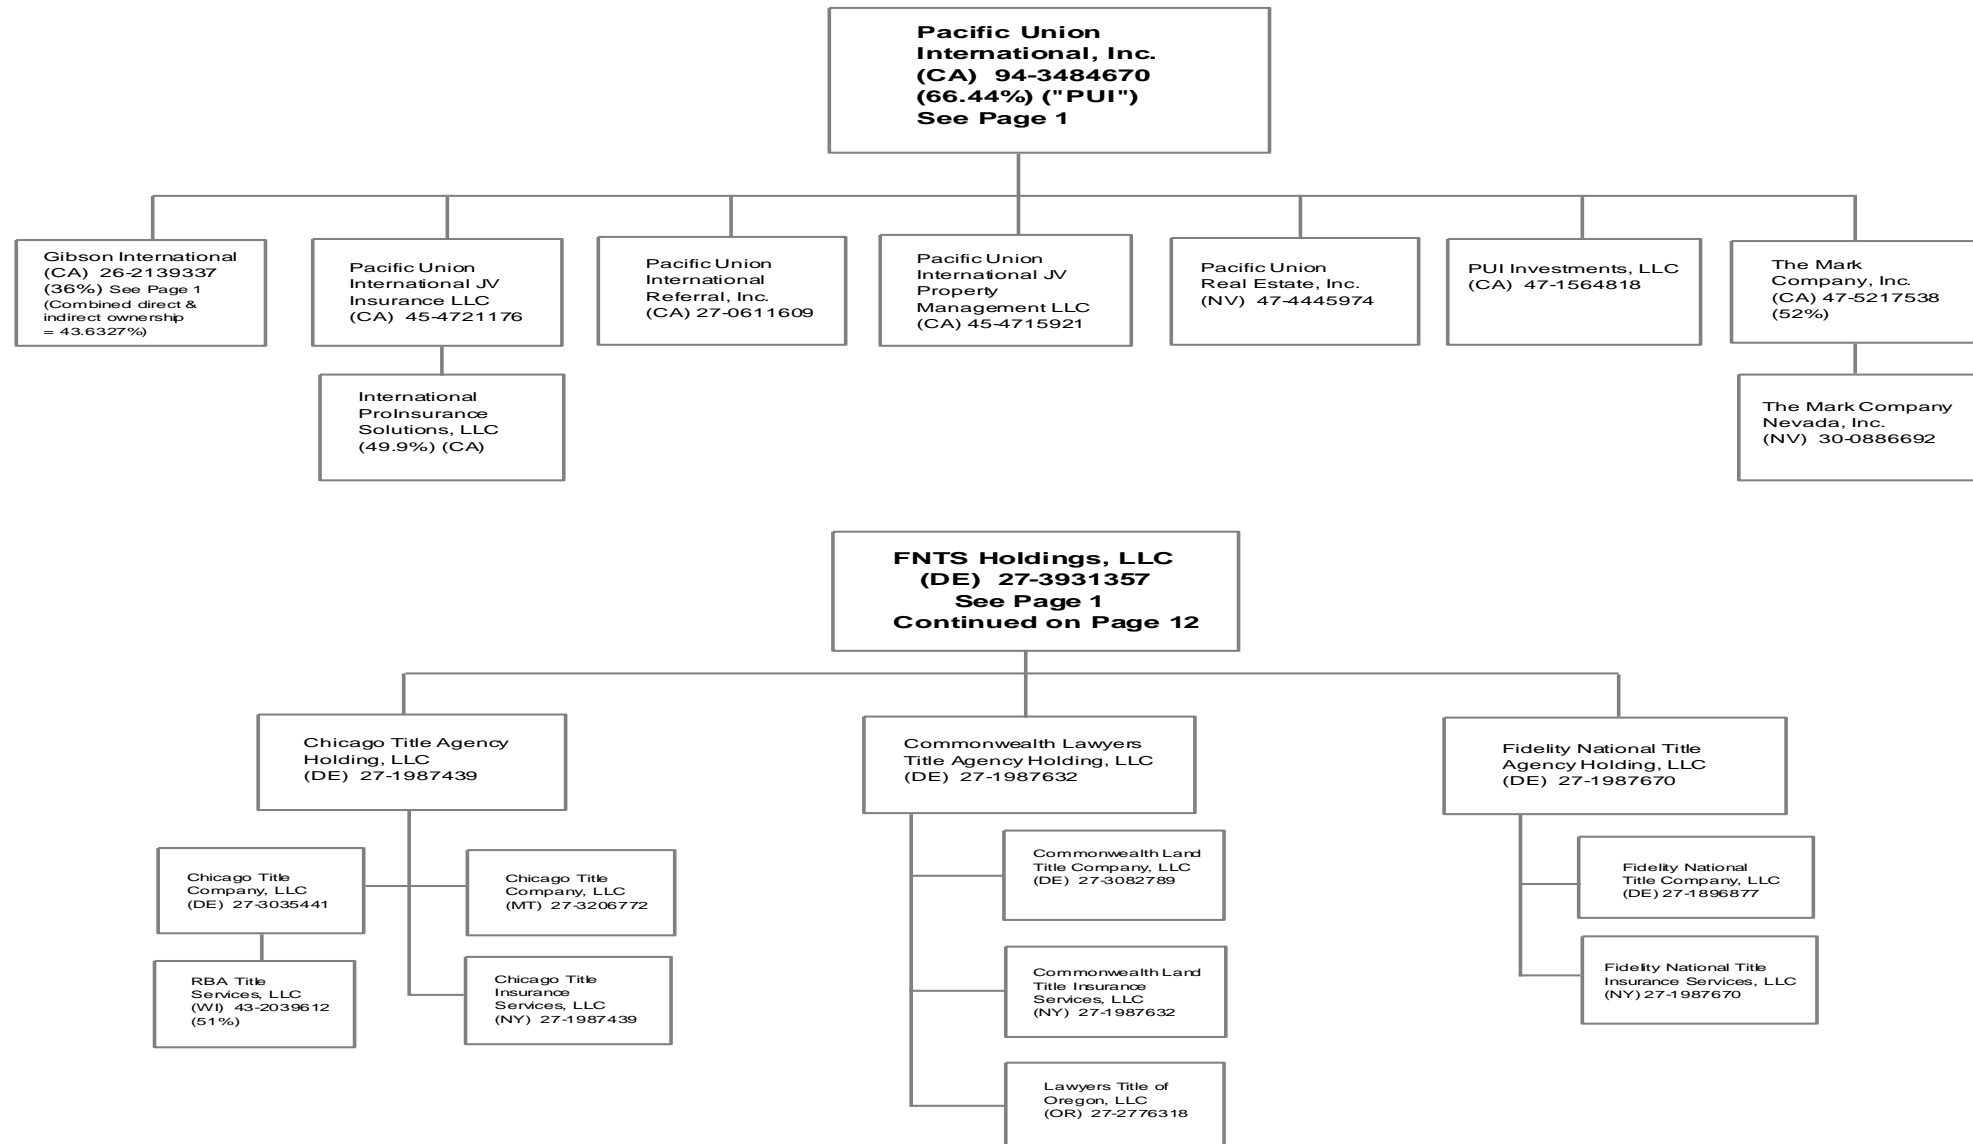 Pacific Union
International, Inc.
(CA) 94-3484670
(66.44%) ("PUI")
See Page 1
Gibson International
(CA) 26-2139337
(36%) See Page 1
(Combined direct &
indirect ownership
= 43.6327%)
Pacific Union
International JV
Insurance LLC
(CA) 45-4721176
Pacific Union
International
Referral, Inc.
(CA) 27-0611609
Pacific Union
International JV
Property
Management LLC
(CA) 45-4715921
Pacific Union
Real Estate, Inc.
(NV) 47-4445974
PUI Investments, LLC
(CA) 47-1564818
The Mark
Company, Inc.
(CA) 47-5217538
(52%)
International
ProInsurance
Solutions, LLC
(49.9%) (CA)
The Mark Company
Nevada, Inc.
(NV) 30-0886692
FNTS Holdings, LLC
(DE) 27-3931357
See Page 1
Continued on Page 12
Chicago Title Agency
Holding, LLC
(DE) 27-1987439
Commonwealth Lawyers
Title Agency Holding, LLC
(DE) 27-1987632
Fidelity National Title
Agency Holding, LLC
(DE) 27-1987670
Chicago Title
Company, LLC
(DE) 27-3035441
Chicago Title
Company, LLC
(MT) 27-3206772
RBA Title
Services, LLC
(WI) 43-2039612
(51%)
Chicago Title
Insurance
Services, LLC
(NY) 27-1987439
Commonwealth Land
Title Company, LLC
(DE) 27-3082789
Commonwealth Land
Title Insurance
Services, LLC
(NY) 27-1987632
Lawyers Title of
Oregon, LLC
(OR) 27-2776318
Fidelity National
Title Company, LLC
(DE) 27-1896877
Fidelity National Title
Insurance Services, LLC
(NY) 27-1987670